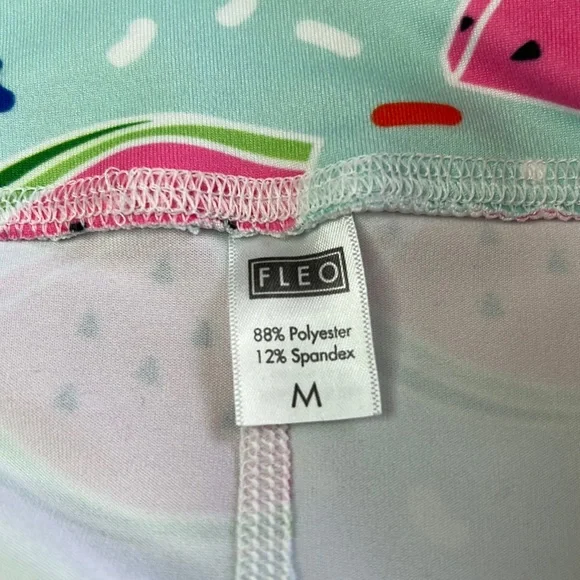 FLEO
88% Polyester
12% Spandex
M